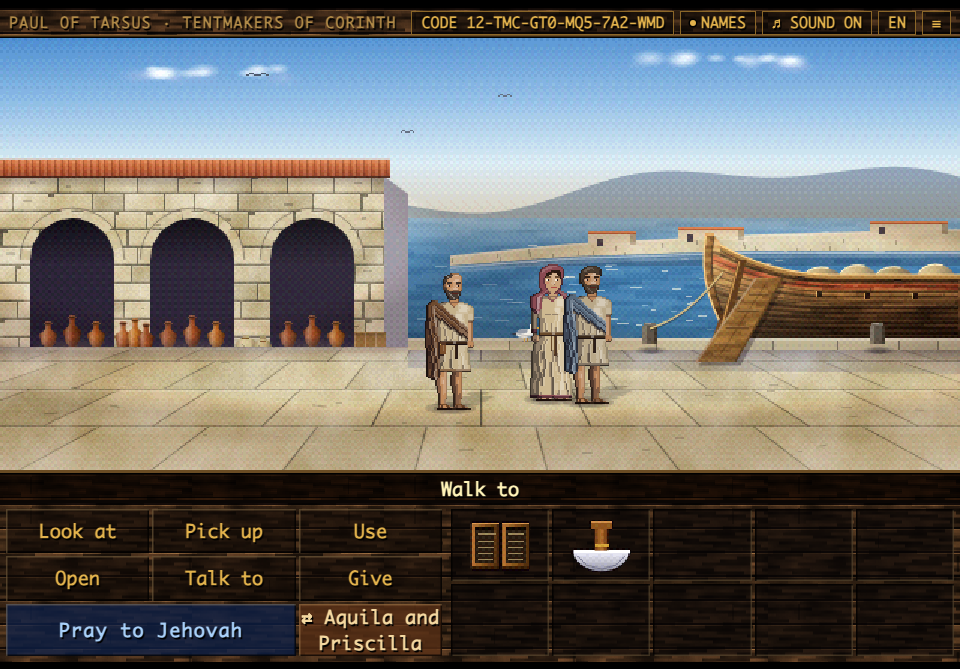 PAUL OF TARSUS · TENTMAKERS OF CORINTH
CODE 12-TMC-GT0-MQ5-7A2-WMD
● NAMES
♬ SOUND ON
EN
≡
Walk to
Look at
Pick up
Use
Open
Talk to
Give
Pray to Jehovah
⇄ Aquila and
Priscilla